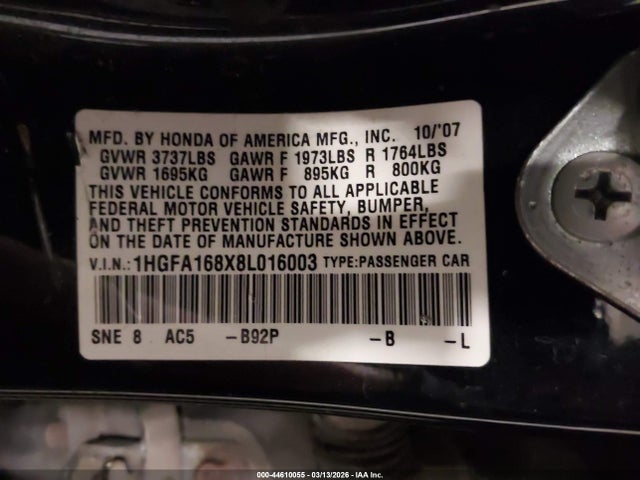 MFD. BY HONDA OF AMERICA MFG., INC. 10/'07
GVWR 3737LBS GAWR F 1973LBS R 1764LBS
GVWR 1695KG GAWR F 895KG R 800KG
THIS VEHICLE CONFORMS TO ALL APPLICABLE
FEDERAL MOTOR VEHICLE SAFETY, BUMPER,
AND THEFT PREVENTION STANDARDS IN EFFECT
ON THE DATE OF MANUFACTURE SHOWN ABOVE.
V.I.N.: 1HGFA168X8L016003 TYPE:PASSENGER CAR
SNE 8 AC5 -B92P -B -L
000-44610055 - 03/13/2026 - IAA Inc.